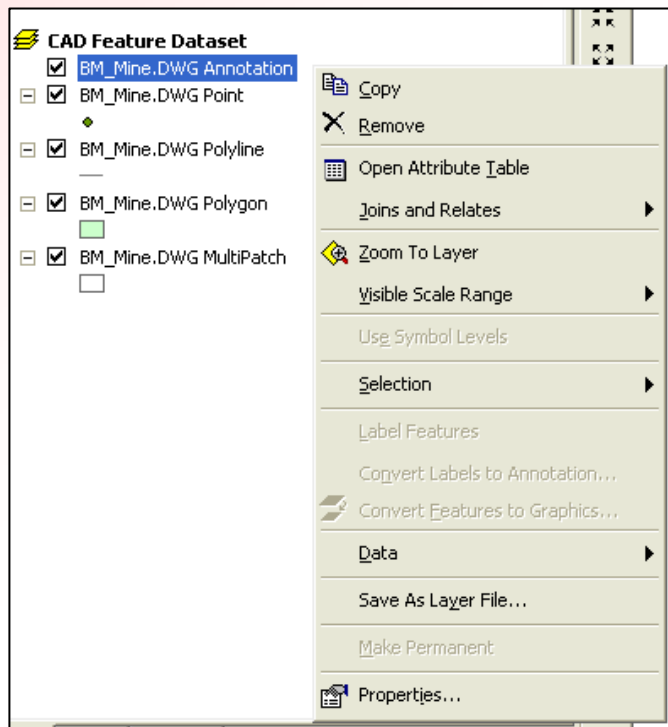 CAD Feature Dataset
BM_Mine.DWG Annotation
BM_Mine.DWG Point
BM_Mine.DWG Polyline
BM_Mine.DWG Polygon
BM_Mine.DWG MultiPatch
Copy
Remove
Open Attribute Table
Joins and Relates
Zoom To Layer
Visible Scale Range
Use Symbol Levels
Selection
Label Features
Convert Labels to Annotation...
Convert Features to Graphics...
Data
Save As Layer File...
Make Permanent
Properties...